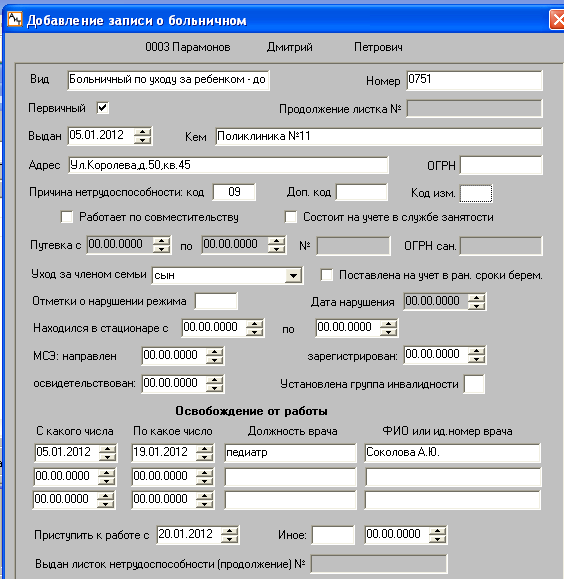 Добавление записи о больничном
0003 Парамонов Дмитрий Петрович
Вид Больничный по уходу за ребенком - до Номер 0751
Первичный Продолжение листка №
Выдан 05.01.2012 Кем Поликлиника №11
Адрес Ул.Королева,д.50,кв.45 ОГРН
Причина нетрудоспособности: код 09 Доп. код Код изм.
Работает по совместительству Состоит на учете в службе занятости
Путевка с 00.00.0000 по 00.00.0000 № ОГРН сан.
Уход за членом семьи сын Поставлена на учет в ран. сроки берем.
Отметки о нарушении режима Дата нарушения 00.00.0000
Находился в стационаре с 00.00.0000 по 00.00.0000
МСЭ: направлен 00.00.0000 зарегистрирован: 00.00.0000
освидетельствован: 00.00.0000 Установлена группа инвалидности
Освобождение от работы
С какого числа По какое число Должность врача ФИО или ид.номер врача
05.01.2012 19.01.2012 педиатр Соколова А.Ю.
00.00.0000 00.00.0000
00.00.0000 00.00.0000
Приступить к работе с 20.01.2012 Иное: 00.00.0000
Выдан листок нетрудоспособности (продолжение) №